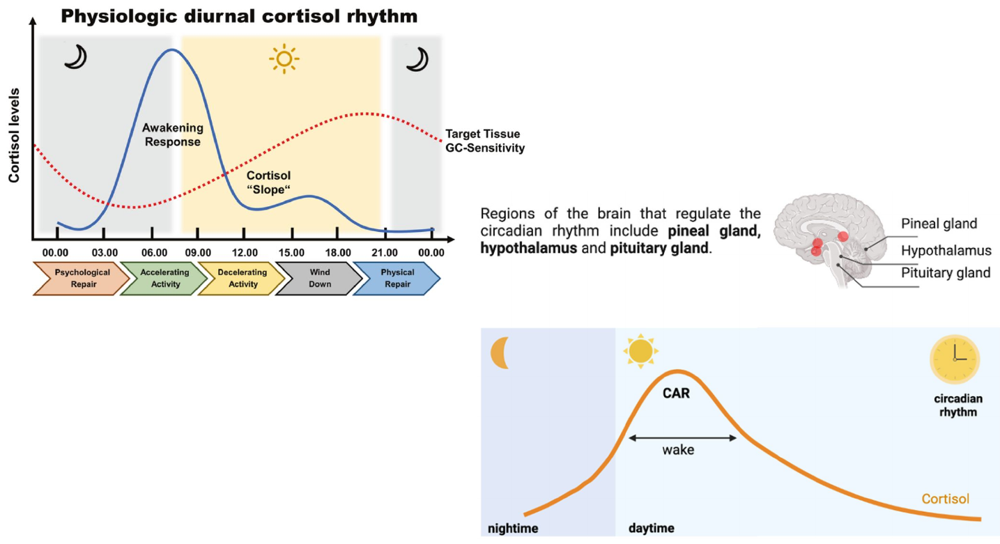 Physiologic diurnal cortisol rhythm
Cortisol levels
Awakening
Response
Cortisol
“Slope“
Target Tissue
GC-Sensitivity
00.00 03.00 06.00 09.00 12.00 15.00 18.00 21.00 00.00
Psychological
Repair
Accelerating
Activity
Decelerating
Activity
Wind
Down
Physical
Repair
Regions of the brain that regulate the
circadian rhythm include pineal gland,
hypothalamus and pituitary gland.
Pineal gland
Hypothalamus
Pituitary gland
CAR
wake
circadian
rhythm
Cortisol
nightime
daytime